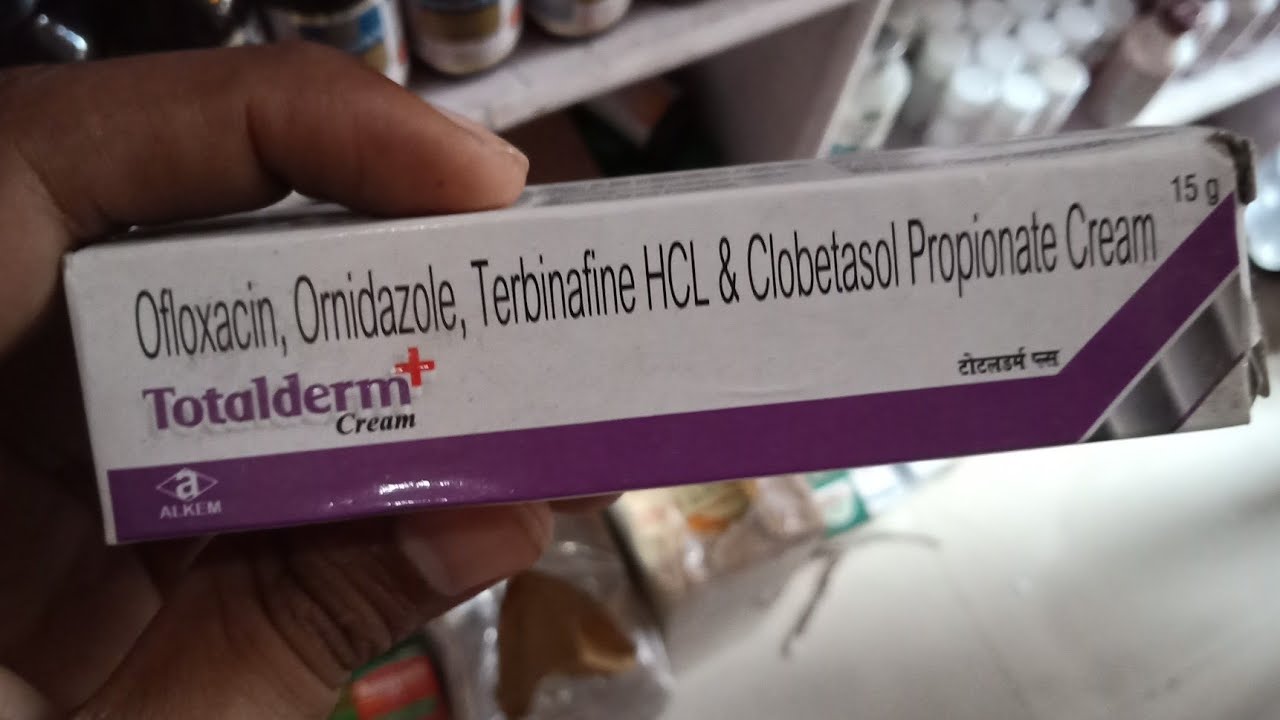 15 g
Ofloxacin, Ornidazole, Terbinafine HCL & Clobetasol Propionate Cream
Totalderm+
Cream
टोटलडर्म प्लस
a
ALKEM